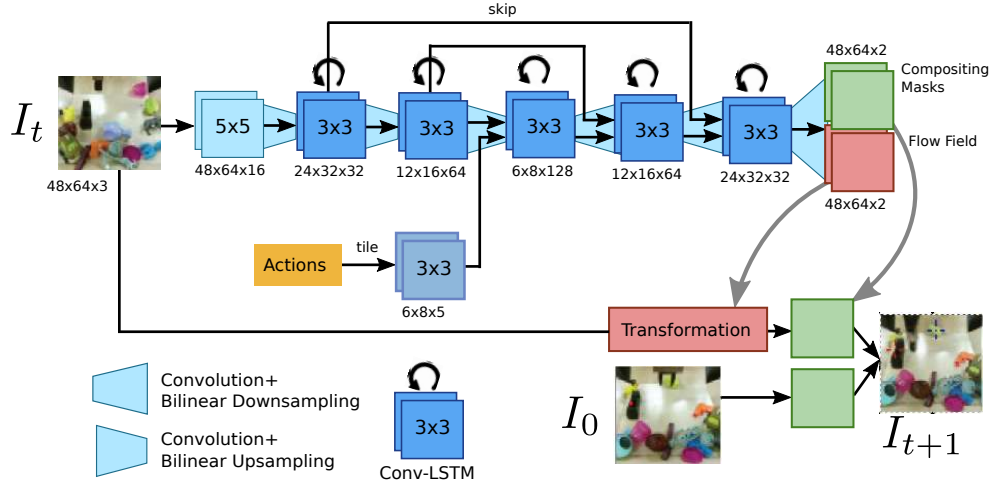 skip
48x64x2
Compositing
Masks
I_t
5x5
3x3
3x3
3x3
3x3
3x3
Flow Field
48x64x3
48x64x16
24x32x32
12x16x64
6x8x128
12x16x64
24x32x32
48x64x2
Actions
tile
3x3
6x8x5
Transformation
Convolution+
Bilinear Downsampling
Convolution+
Bilinear Upsampling
3x3
Conv-LSTM
I_0
I_{t+1}